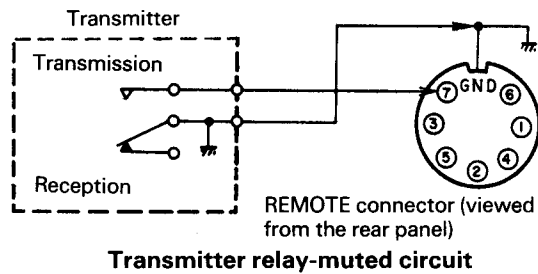 Transmitter
Transmission
Reception
GND
7
6
3
1
5
4
2
REMOTE connector (viewed
from the rear panel)
Transmitter relay-muted circuit